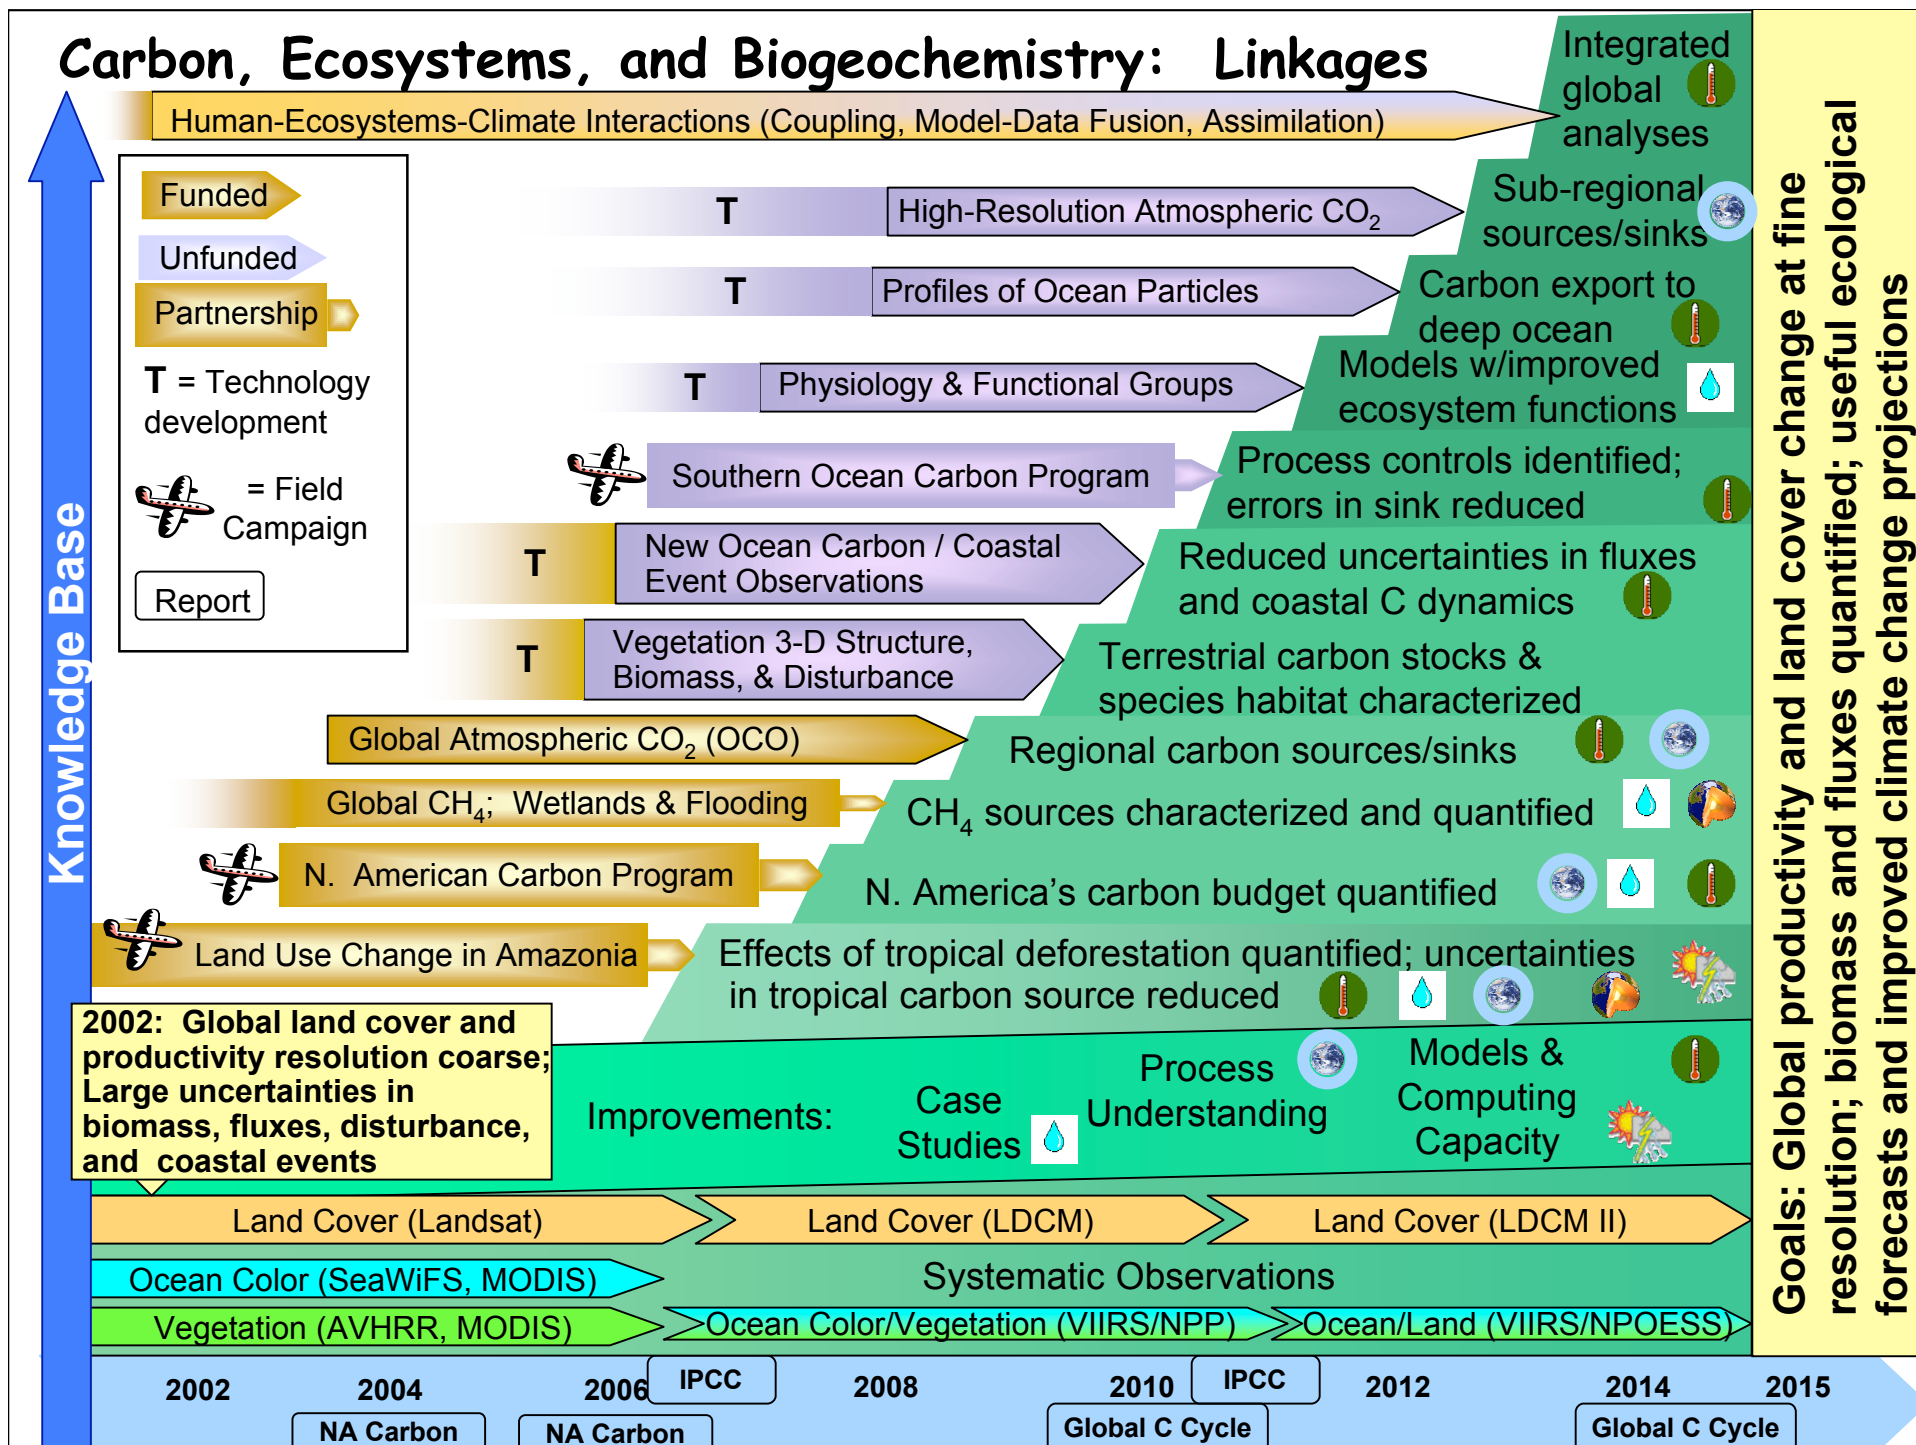 Carbon, Ecosystems, and Biogeochemistry: Linkages
Human-Ecosystems-Climate Interactions (Coupling, Model-Data Fusion, Assimilation)
Integrated
global
analyses
Funded
Unfunded
Partnership
T = Technology
development
= Field
Campaign
Report
Knowledge Base
T
High-Resolution Atmospheric CO2
Sub-regional
sources/sinks
T
Profiles of Ocean Particles
Carbon export to
deep ocean
T
Physiology & Functional Groups
Models w/improved
ecosystem functions
Southern Ocean Carbon Program
Process controls identified;
errors in sink reduced
T
New Ocean Carbon / Coastal
Event Observations
Reduced uncertainties in fluxes
and coastal C dynamics
T
Vegetation 3-D Structure,
Biomass, & Disturbance
Terrestrial carbon stocks &
species habitat characterized
Global Atmospheric CO2 (OCO)
Regional carbon sources/sinks
Global CH4; Wetlands & Flooding
CH4 sources characterized and quantified
N. American Carbon Program
N. America's carbon budget quantified
Land Use Change in Amazonia
Effects of tropical deforestation quantified; uncertainties
in tropical carbon source reduced
2002: Global land cover and
productivity resolution coarse;
Large uncertainties in
biomass, fluxes, disturbance,
and coastal events
Improvements:
Case
Studies
Process
Understanding
Models &
Computing
Capacity
Land Cover (Landsat)
Land Cover (LDCM)
Land Cover (LDCM II)
Ocean Color (SeaWiFS, MODIS)
Systematic Observations
Vegetation (AVHRR, MODIS)
Ocean Color/Vegetation (VIIRS/NPP)
Ocean/Land (VIIRS/NPOESS)
2002
2004
2006
IPCC
2008
2010
IPCC
2012
2014
2015
NA Carbon
NA Carbon
Global C Cycle
Global C Cycle
Goals: Global productivity and land cover change at fine
resolution; biomass and fluxes quantified; useful ecological
forecasts and improved climate change projections